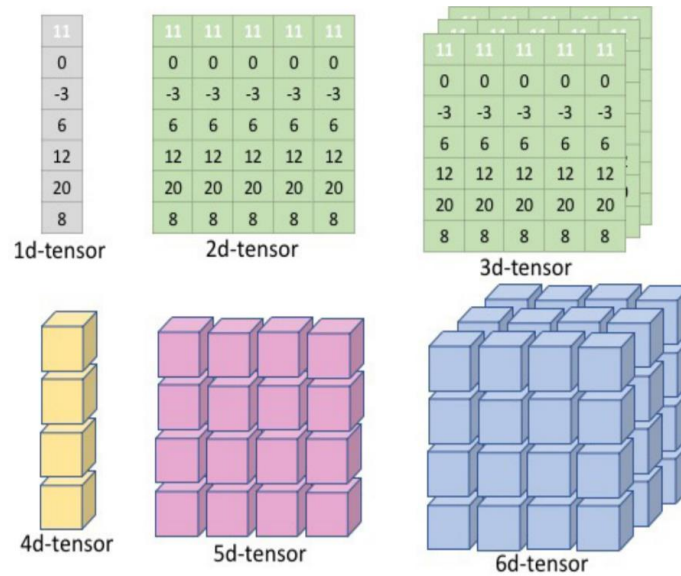 11
0
-3
6
12
20
8
1d-tensor
11 11 11 11 11
0 0 0 0 0
-3 -3 -3 -3 -3
6 6 6 6 6
12 12 12 12 12
20 20 20 20 20
8 8 8 8 8
2d-tensor
11 11 11 11 11
0 0 0 0 0
-3 -3 -3 -3 -3
6 6 6 6 6
12 12 12 12 12
20 20 20 20 20
8 8 8 8 8
3d-tensor
4d-tensor
5d-tensor
6d-tensor